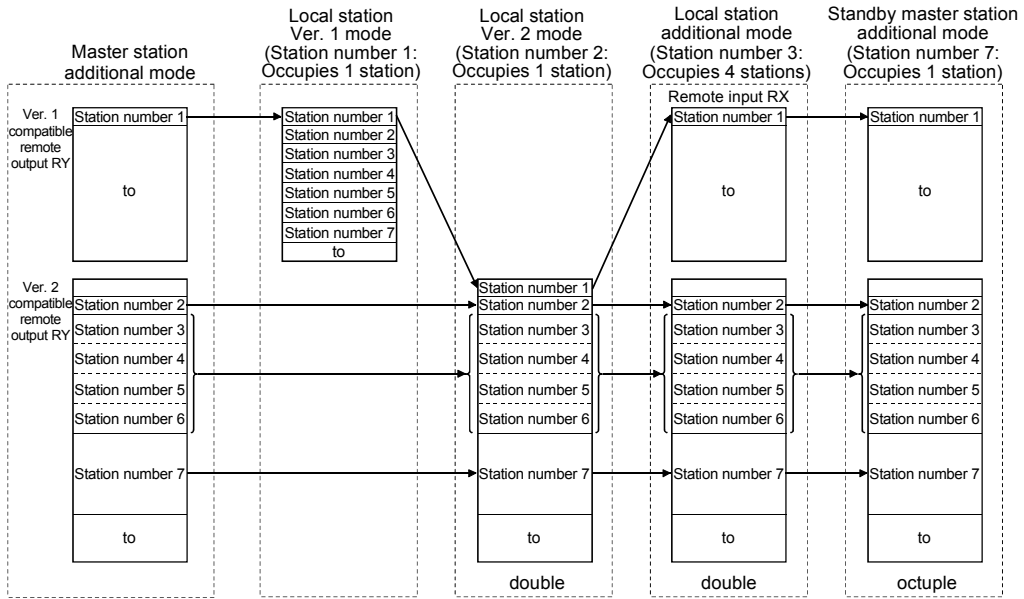 Master station
additional mode
Local station
Ver. 1 mode
(Station number 1:
Occupies 1 station)
Local station
Ver. 2 mode
(Station number 2:
Occupies 1 station)
Local station
additional mode
(Station number 3:
Occupies 4 stations)
Standby master station
additional mode
(Station number 7:
Occupies 1 station)
Ver. 1
compatible
remote
output RY
Station number 1
to
Ver. 2
compatible
remote
output RY
Station number 2
Station number 3
Station number 4
Station number 5
Station number 6
Station number 7
to
Station number 1
Station number 2
Station number 3
Station number 4
Station number 5
Station number 6
Station number 7
to
Station number 1
Station number 2
Station number 3
Station number 4
Station number 5
Station number 6
Station number 7
to
double
Remote input RX
Station number 1
to
Station number 2
Station number 3
Station number 4
Station number 5
Station number 6
Station number 7
to
double
Station number 1
to
Station number 2
Station number 3
Station number 4
Station number 5
Station number 6
Station number 7
to
octuple